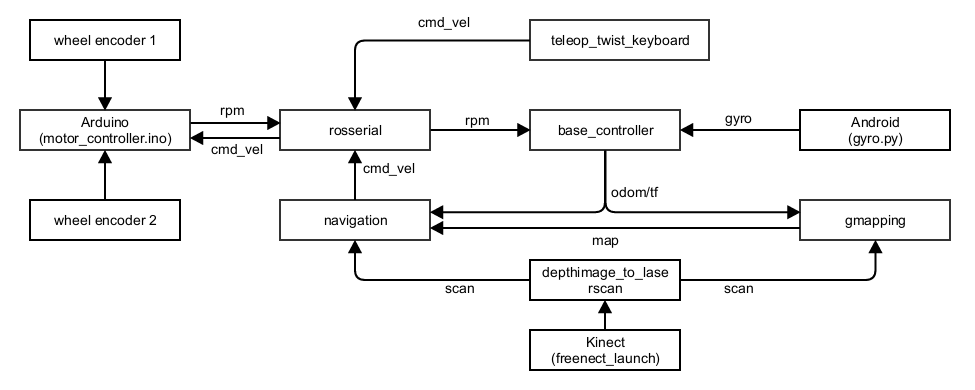 cmd_vel
wheel encoder 1
teleop_twist_keyboard
Arduino
(motor_controller.ino)
rpm
cmd_vel
rosserial
rpm
base_controller
gyro
Android
(gyro.py)
cmd_vel
odom/tf
wheel encoder 2
navigation
gmapping
map
scan
depthimage_to_lase
rscan
scan
Kinect
(freenect_launch)